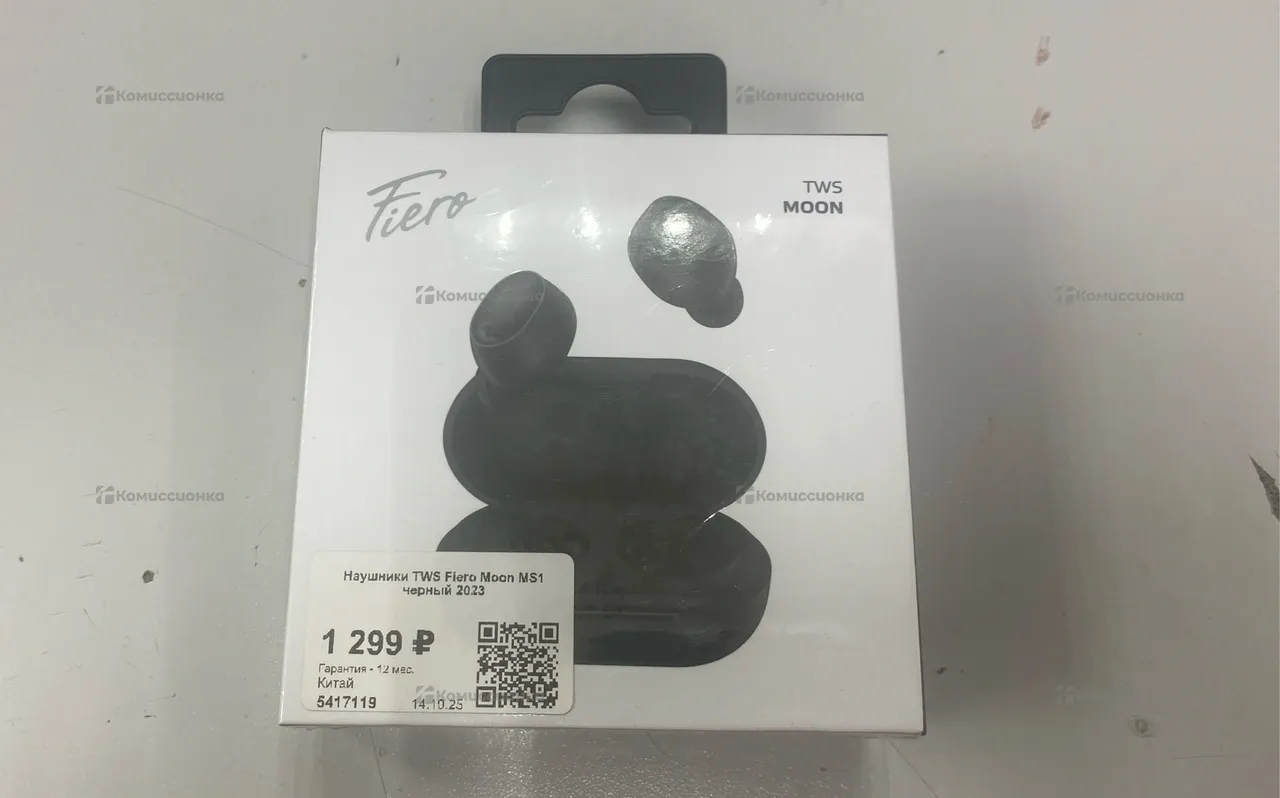 Комиссионка
Комиссионка
Fiero
TWS
MOON
Комис
Комиссионка
Комиссионка
Комиссионка
Наушники TWS Fiero Moon MS1
черный 2023
1 299 ₽
Гарантия - 12 мес.
Китай
5417119
14.10.25